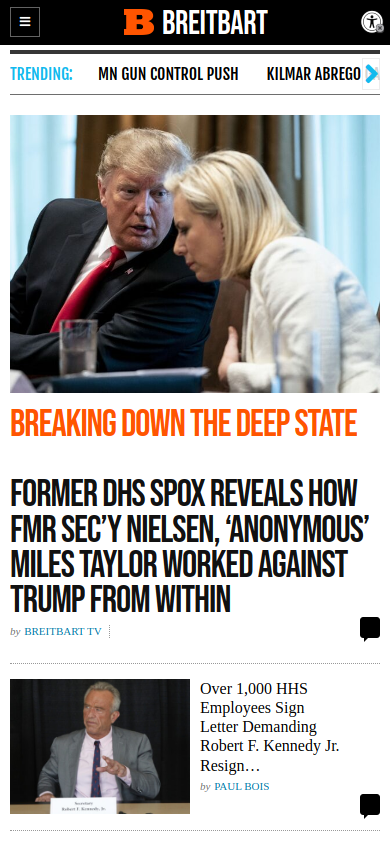 BREITBART
TRENDING:
MN GUN CONTROL PUSH
KILMAR ABREGO
BREAKING DOWN THE DEEP STATE
FORMER DHS SPOX REVEALS HOW
FMR SEC’Y NIELSEN, ‘ANONYMOUS’
MILES TAYLOR WORKED AGAINST
TRUMP FROM WITHIN
by BREITBART TV
Over 1,000 HHS
Employees Sign
Letter Demanding
Robert F. Kennedy Jr.
Resign…
Secretary
Robert F. Kennedy, Jr.
by PAUL BOIS